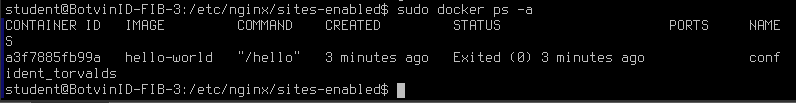 student@BotvinID-FIB-3:/etc/nginx/sites-enabled$ sudo docker ps -a
CONTAINER ID   IMAGE         COMMAND    CREATED         STATUS                     PORTS     NAME
S
a3f7885fb99a   hello-world   "/hello"   3 minutes ago   Exited (0) 3 minutes ago             conf
ident_torvalds
student@BotvinID-FIB-3:/etc/nginx/sites-enabled$